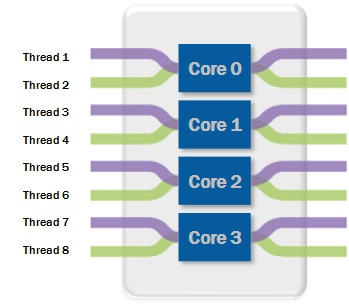 Thread 1
Core 0
Thread 2
Thread 3
Core 1
Thread 4
Thread 5
Core 2
Thread 6
Thread 7
Core 3
Thread 8